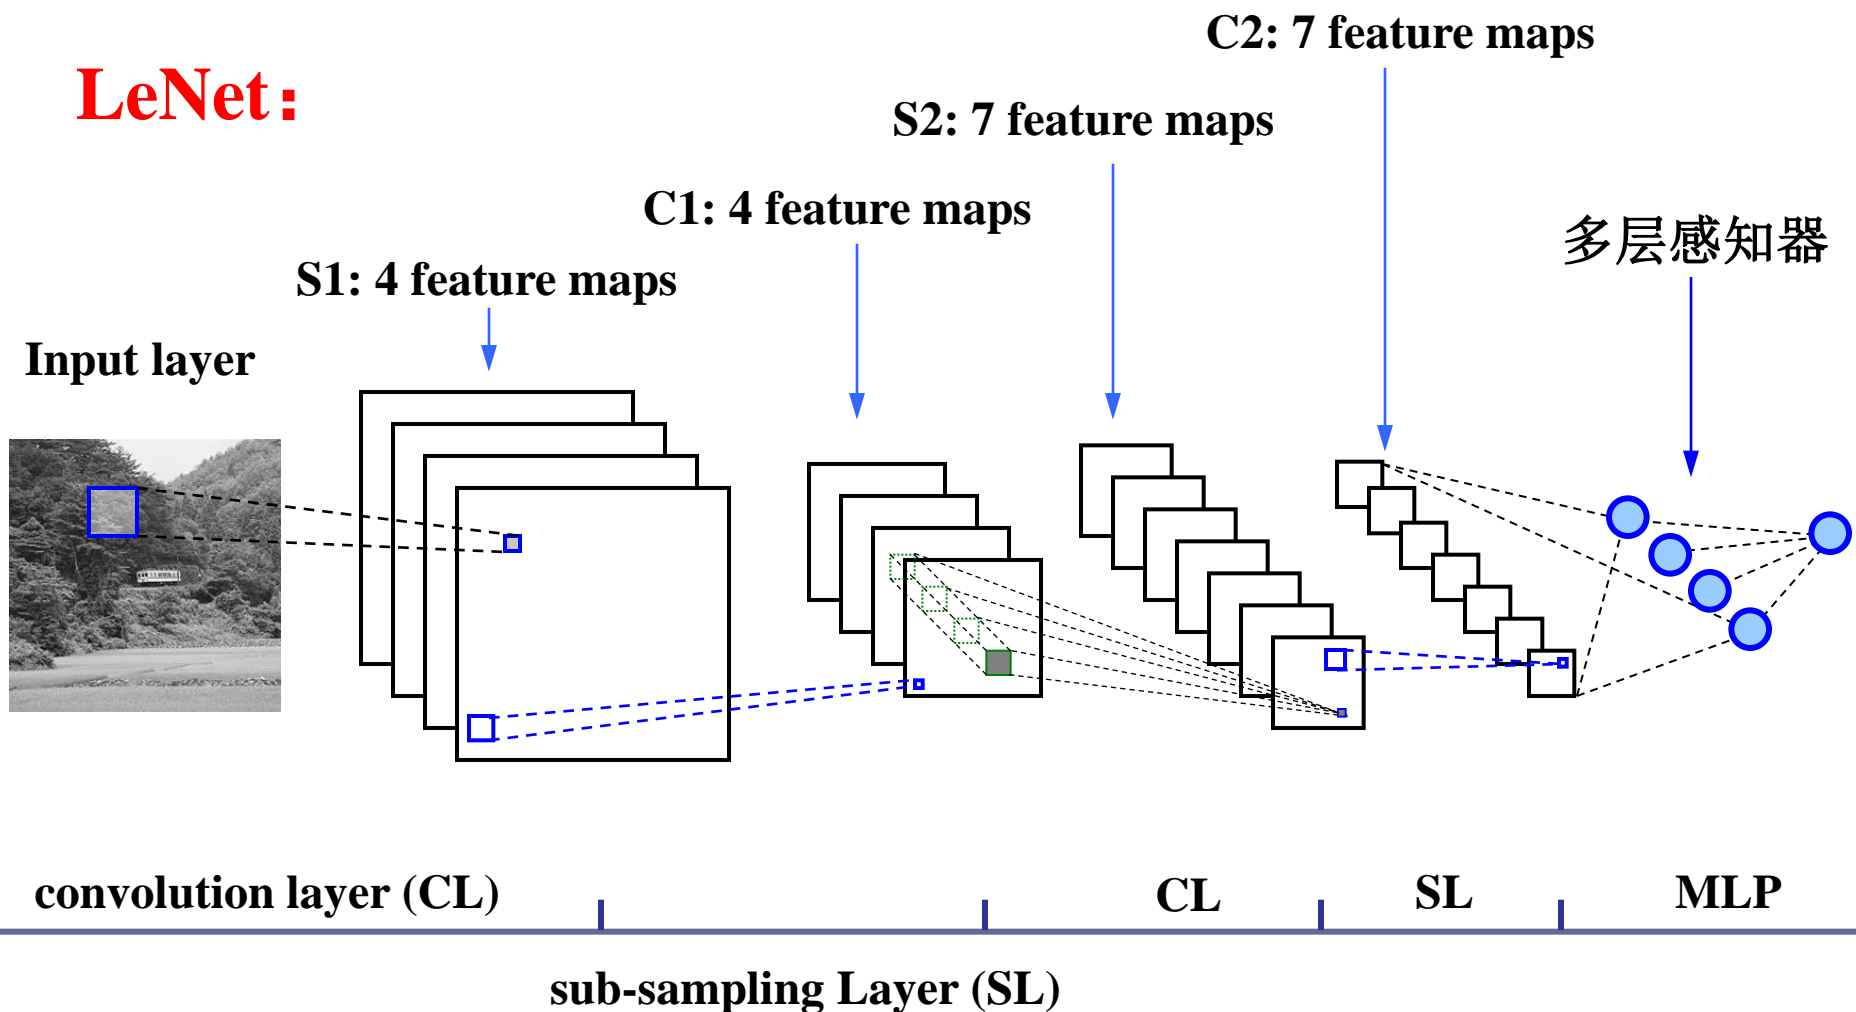 LeNet：
C2: 7 feature maps
S2: 7 feature maps
C1: 4 feature maps
多层感知器
S1: 4 feature maps
Input layer
convolution layer (CL)
CL
SL
MLP
sub-sampling Layer (SL)